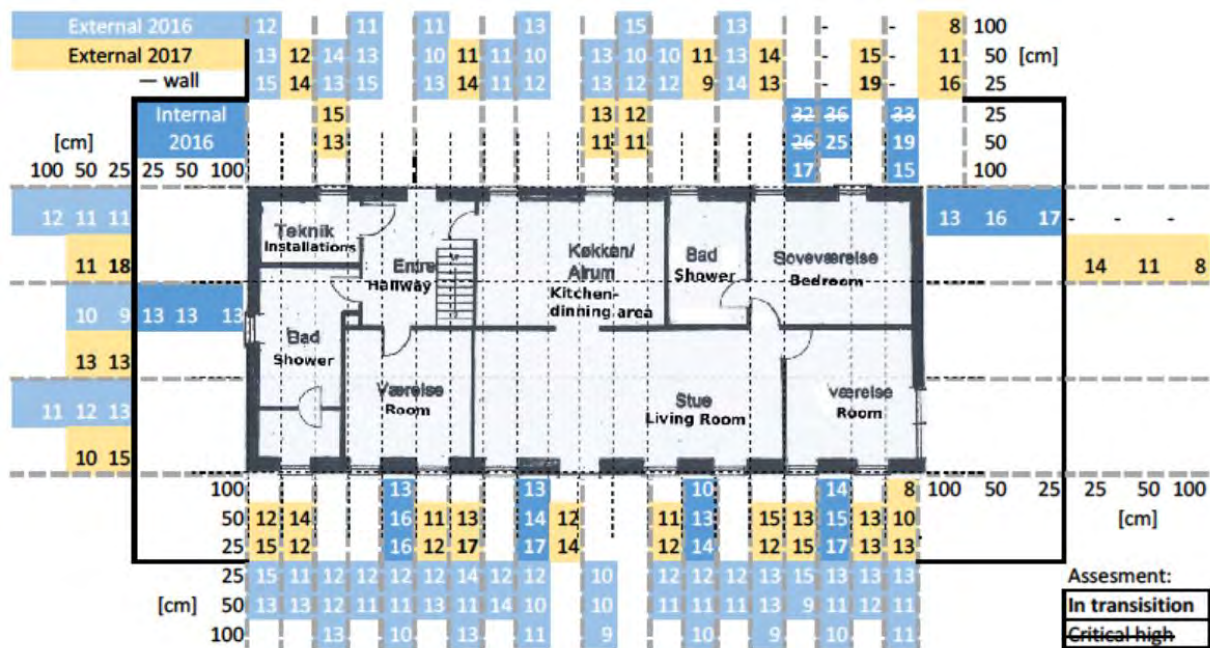 External 2016 12 11 11 13 15 13 - - 8 100
External 2017 13 12 14 13 10 11 11 10 13 10 10 11 13 14 - 15 - 11 50 [cm]
— wall 15 14 13 15 13 14 11 12 13 12 12 9 14 13 - 19 - 16 25
Internal 15 13 12 32 36 33 25
[cm] 2016 13 11 11 26 25 19 50
100 50 25 25 50 100 17 15 100
12 11 11 13 16 17 - - -
Teknik
Installations
Entre
Hallway
Køkken/
Alrum
Kitchen-
dinning area
Bad
Shower
Soveværelse
Bedroom
11 18 14 11 8
10 9 13 13 13
Bad
Shower
13 13
Værelse
Room
Stue
Living Room
værelse
Room
11 12 13
10 15
100 13 13 10 14 8 100 50 25 25 50 100
50 12 14 16 11 13 14 12 11 13 15 13 15 13 10 [cm]
25 15 12 16 12 17 17 14 12 14 12 15 17 13 13
25 15 11 12 12 12 12 14 12 12 10 12 12 12 13 15 13 13 13 Assesment:
[cm] 50 13 13 12 11 11 13 11 14 10 10 11 11 11 13 9 11 12 11 In transisition
100 13 10 13 11 9 10 9 10 11 Critical high